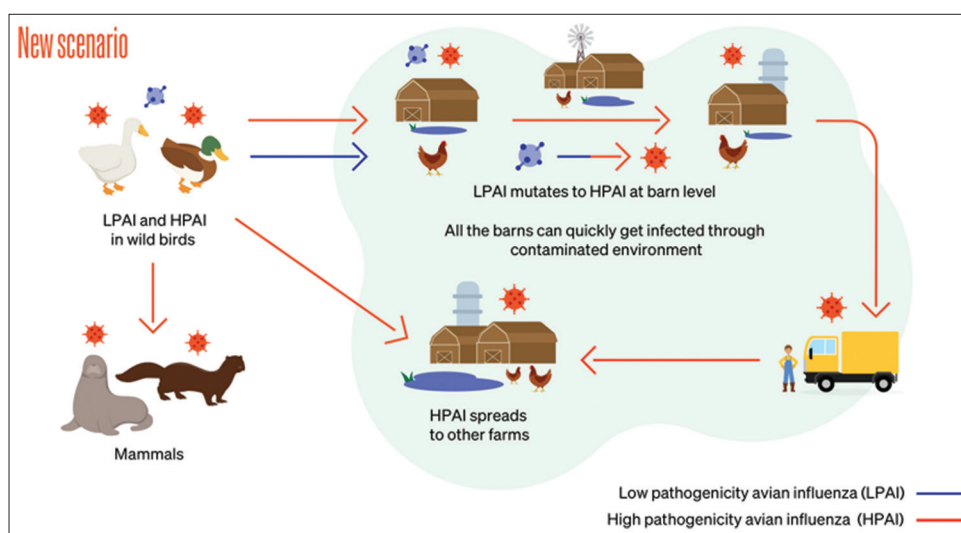 New scenario
LPAI and HPAI
in wild birds
LPAI mutates to HPAI at barn level
All the barns can quickly get infected through
contaminated environment
HPAI spreads
to other farms
Mammals
Low pathogenicity avian influenza (LPAI)
High pathogenicity avian influenza (HPAI)